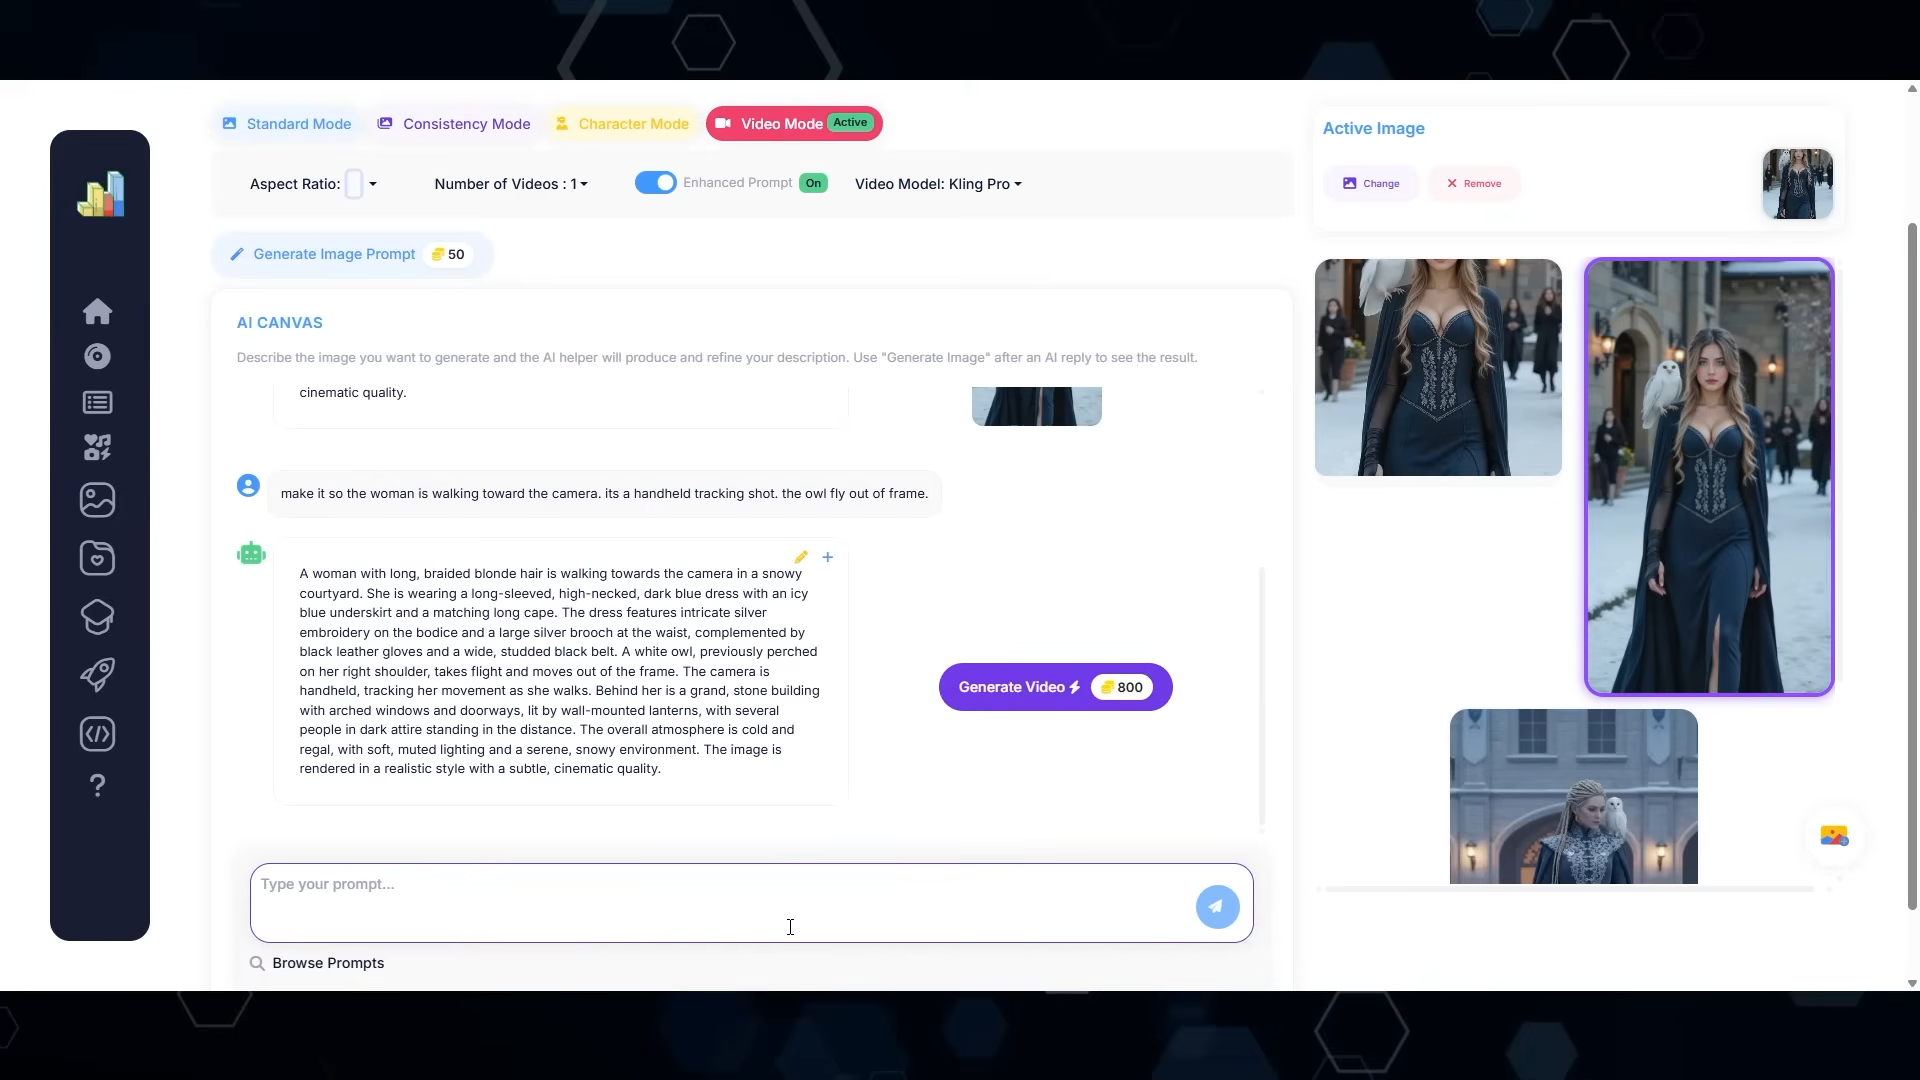 Standard Mode
Consistency Mode
Character Mode
Video Mode Active
Aspect Ratio:
Number of Videos : 1
Enhanced Prompt On
Video Model: Kling Pro
Generate Image Prompt 50
AI CANVAS
Describe the image you want to generate and the AI helper will produce and refine your description. Use "Generate Image" after an AI reply to see the result.
cinematic quality.
make it so the woman is walking toward the camera. its a handheld tracking shot. the owl fly out of frame.
A woman with long, braided blonde hair is walking towards the camera in a snowy
courtyard. She is wearing a long-sleeved, high-necked, dark blue dress with an icy
blue underskirt and a matching long cape. The dress features intricate silver
embroidery on the bodice and a large silver brooch at the waist, complemented by
black leather gloves and a wide, studded black belt. A white owl, previously perched
on her right shoulder, takes flight and moves out of the frame. The camera is
handheld, tracking her movement as she walks. Behind her is a grand, stone building
with arched windows and doorways, lit by wall-mounted lanterns, with several
people in dark attire standing in the distance. The overall atmosphere is cold and
regal, with soft, muted lighting and a serene, snowy environment. The image is
rendered in a realistic style with a subtle, cinematic quality.
Generate Video 800
Type your prompt...
Browse Prompts
Active Image
Change
Remove